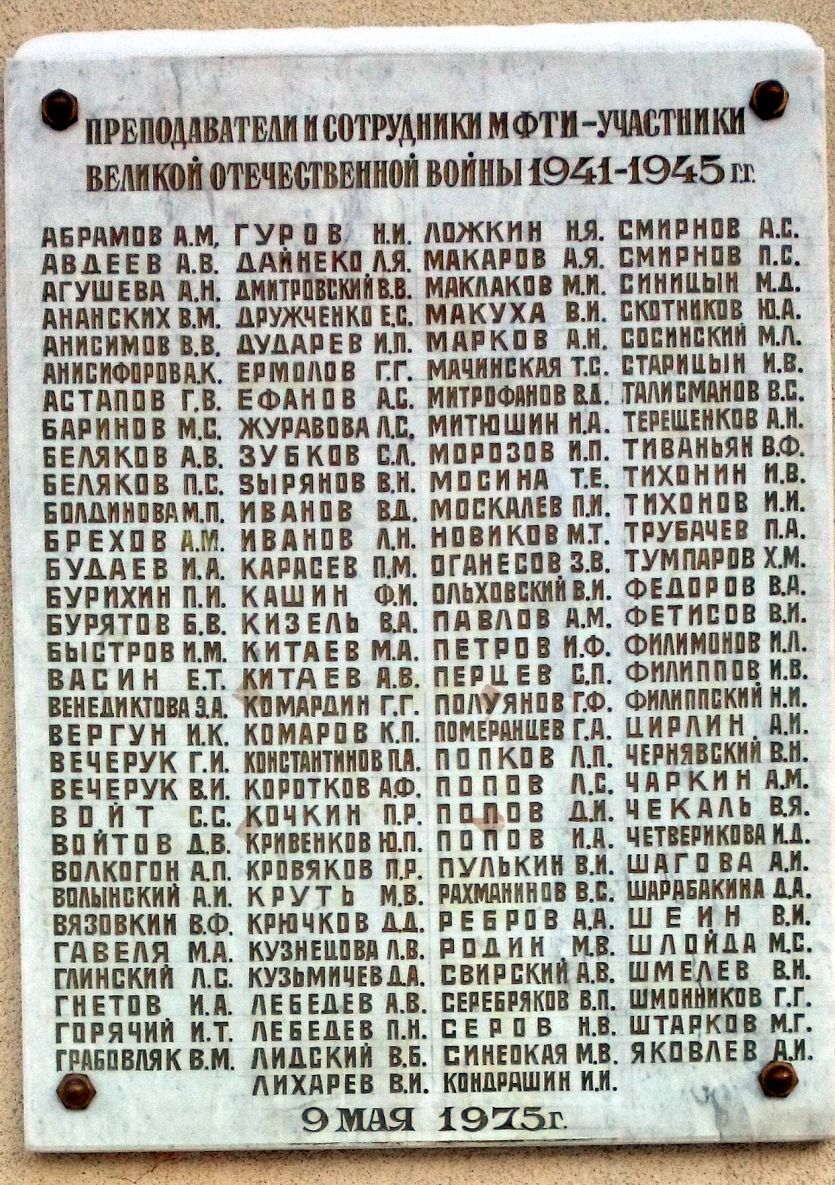 ПРЕПОДАВАТЕЛИ И СОТРУДНИКИ МФТИ-УЧАСТНИКИ
ВЕЛИКОЙ ОТЕЧЕСТВЕННОЙ ВОЙНЫ 1941-1945 г.г.
АБРАМОВ А.М.
АВДЕЕВ А.В.
АГУШЕВА А.Н.
АНАНСКИХ В.М.
АНИСИМОВ В.В.
АНИСИФОРОВ А.К.
АСТАПОВ Г.В.
БАРИНОВ М.С.
БЕЛЯКОВ А.В.
БЕЛЯКОВ П.С.
БОЛДИНОВА М.П.
БРЕХОВ А.М.
БУДАЕВ И.А.
БУРИХИН П.И.
БУРЯТОВ Б.В.
БЫСТРОВ И.М.
ВАСИН Е.Т.
ВЕНЕДИКТОВА Э.А.
ВЕРГУН И.К.
ВЕЧЕРУК Г.И.
ВЕЧЕРУК В.И.
ВОЙТ С.С.
ВОЙТОВ Д.В.
ВОЛКОГОН А.П.
ВОЛЫНСКИЙ А.И.
ВЯЗОВКИН В.Ф.
ГАВЕЛЯ М.А.
ГЛИНСКИЙ Л.С.
ГНЕТОВ И.А.
ГОРЯЧИЙ И.Т.
ГРАБОВЛЯК В.М.
ГУРОВ Н.И.
ДАЙНЕКО Л.Я.
ДМИТРОВСКИЙ В.В.
ДРУЖЧЕНКО Е.С.
ДУДАРЕВ И.П.
ЕРМОЛОВ Г.Г.
ЕФАНОВ А.С.
ЖУРАВОВА Л.С.
ЗУБКОВ С.Л.
ЗЫРЯНОВ В.Н.
ИВАНОВ В.Д.
ИВАНОВ Л.Н.
КАРАСЕВ П.М.
КАШИН Ф.И.
КИЗЕЛЬ В.А.
КИТАЕВ М.А.
КИТАЕВ А.В.
КОМАРДИН Г.Г.
КОМАРОВ К.П.
КОНСТАНТИНОВ П.А.
КОРОТКОВ А.Ф.
КОЧКИН П.Р.
КРИВЕНКОВ Ю.П.
КРОВЯКОВ П.Р.
КРУТЬ М.В.
КРЮЧКОВ Д.Д.
КУЗНЕЦОВА Л.В.
КУЗЬМИЧЕВ Д.А.
ЛЕБЕДЕВ А.В.
ЛЕБЕДЕВ П.Н.
ЛИДСКИЙ В.Б.
ЛИХАРЕВ В.И.
ЛОЖКИН Н.Я.
МАКАРОВ А.Я.
МАКЛАКОВ М.И.
МАКУХА В.И.
МАРКОВ А.Н.
МАЧИНСКАЯ Т.С.
МИТРОФАНОВ В.Д.
МИТЮШИН Н.А.
МОРОЗОВ И.П.
МОСИНА Т.Е.
МОСКАЛЕВ П.И.
НОВИКОВ М.Т.
ОГАНЕСОВ З.В.
ОЛЬХОВСКИЙ В.И.
ПАВЛОВ А.М.
ПЕТРОВ И.Ф.
ПЕРЦЕВ С.П.
ПОЛУЯНОВ Г.Ф.
ПОМЕРАНЦЕВ Г.А.
ПОПКОВ Л.П.
ПОПОВ Л.С.
ПОПОВ Д.И.
ПОПОВ И.А.
ПУЛЬКИН В.И.
РАХМАНИНОВ В.С.
РЕБРОВ А.А.
РОДИН М.В.
СВИРСКИЙ А.В.
СЕРЕБРЯКОВ В.П.
СЕРОВ Н.В.
СИНЕОКАЯ М.В.
КОНДРАШИН И.И.
СМИРНОВ А.С.
СМИРНОВ П.С.
СИНИЦЫН М.Д.
СКОТНИКОВ Ю.А.
СОСИНСКИЙ М.Л.
СТАРИЦЫН И.В.
ТАЛИСМАНОВ В.С.
ТЕРЕЩЕНКОВ А.Н.
ТИВАНЬЯН В.Ф.
ТИХОНИН И.В.
ТИХОНОВ И.И.
ТРУБАЧЕВ П.А.
ТУМПАРОВ Х.М.
ФЕДОРОВ В.А.
ФЕТИСОВ В.И.
ФИЛИМОНОВ И.Л.
ФИЛИППОВ И.В.
ФИЛИППСКИЙ Н.И.
ЦИРЛИН А.И.
ЧЕРНЯВСКИЙ В.Н.
ЧАРКИН А.М.
ЧЕКАЛЬ В.Я.
ЧЕТВЕРИКОВА И.Д.
ШАГОВА А.И.
ШАРАБАКИНА Д.А.
ШЕИН В.И.
ШЛОЙДА М.С.
ШМЕЛЕВ В.Н.
ШМОННИКОВ Г.Г.
ШТАРКОВ М.Г.
ЯКОВЛЕВ А.И.
9 МАЯ 1975 г.